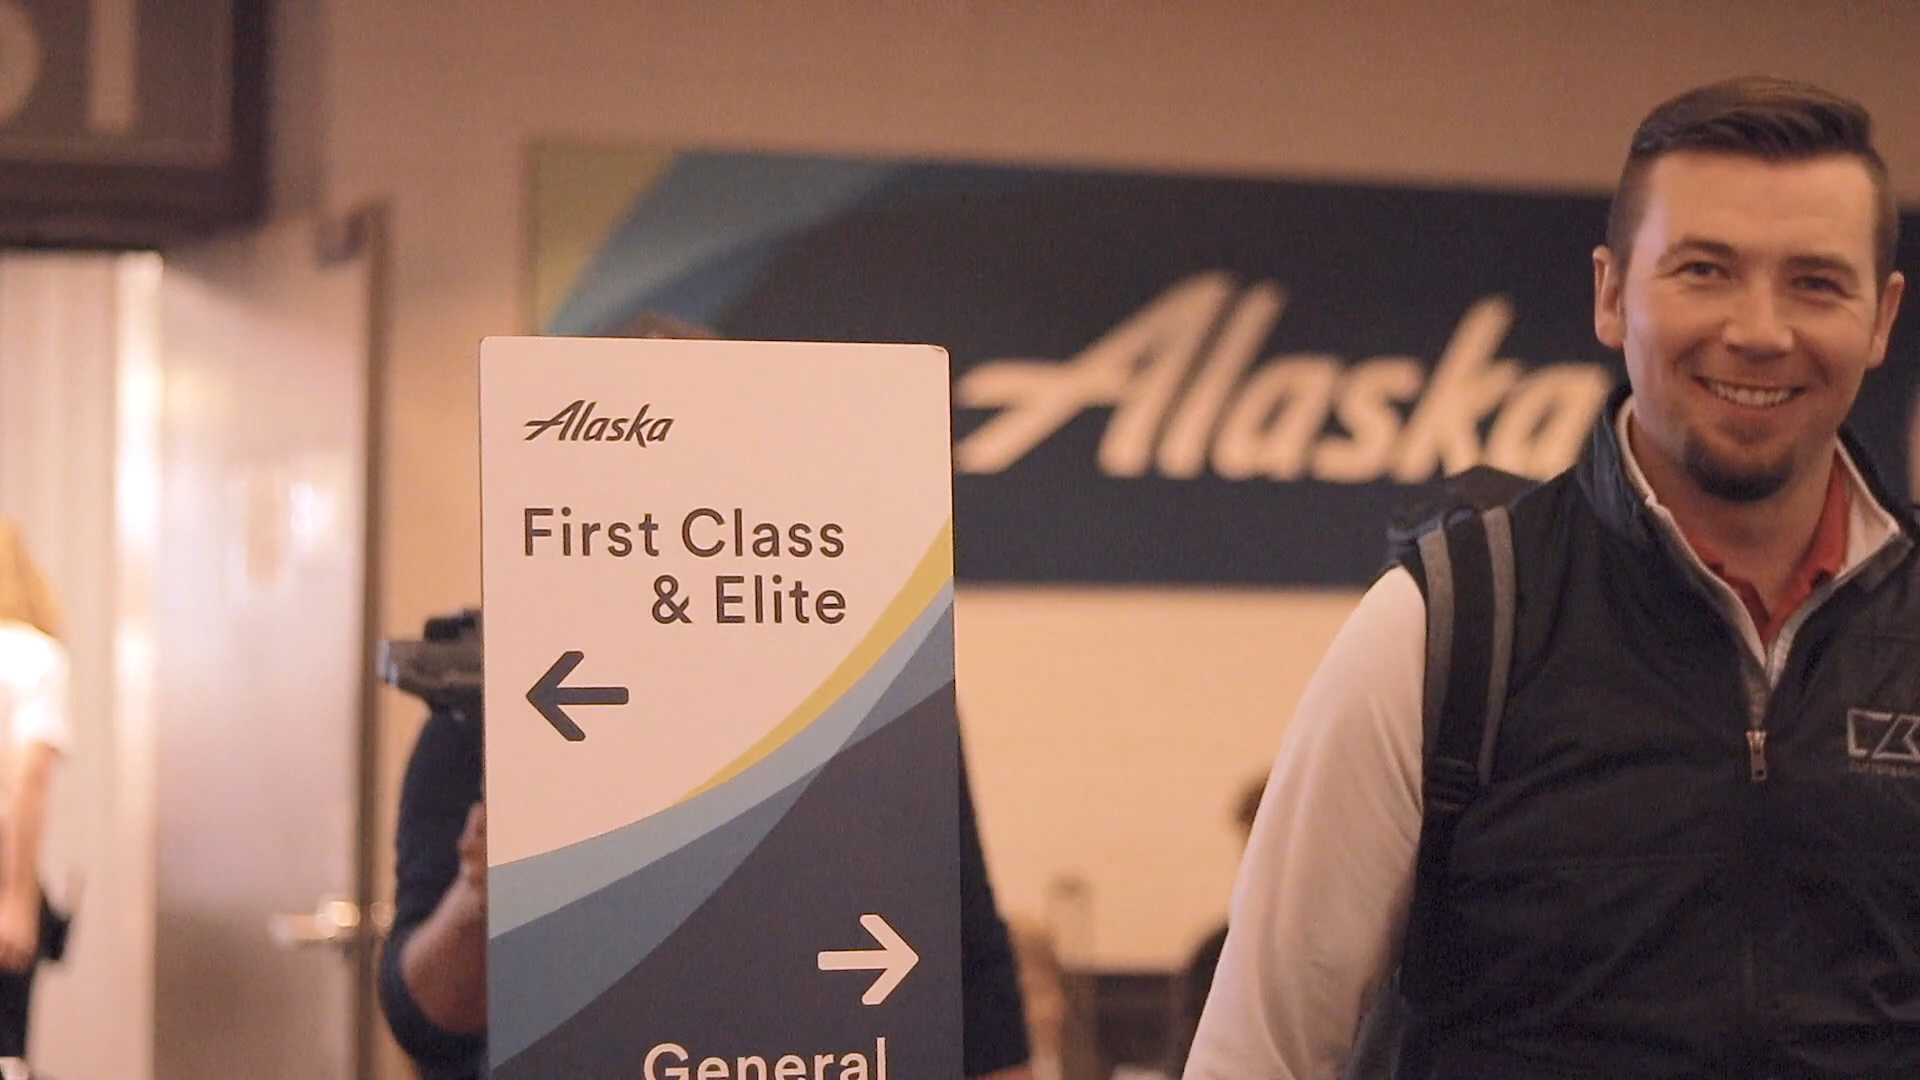 Alaska
Alaska
First Class
& Elite
General